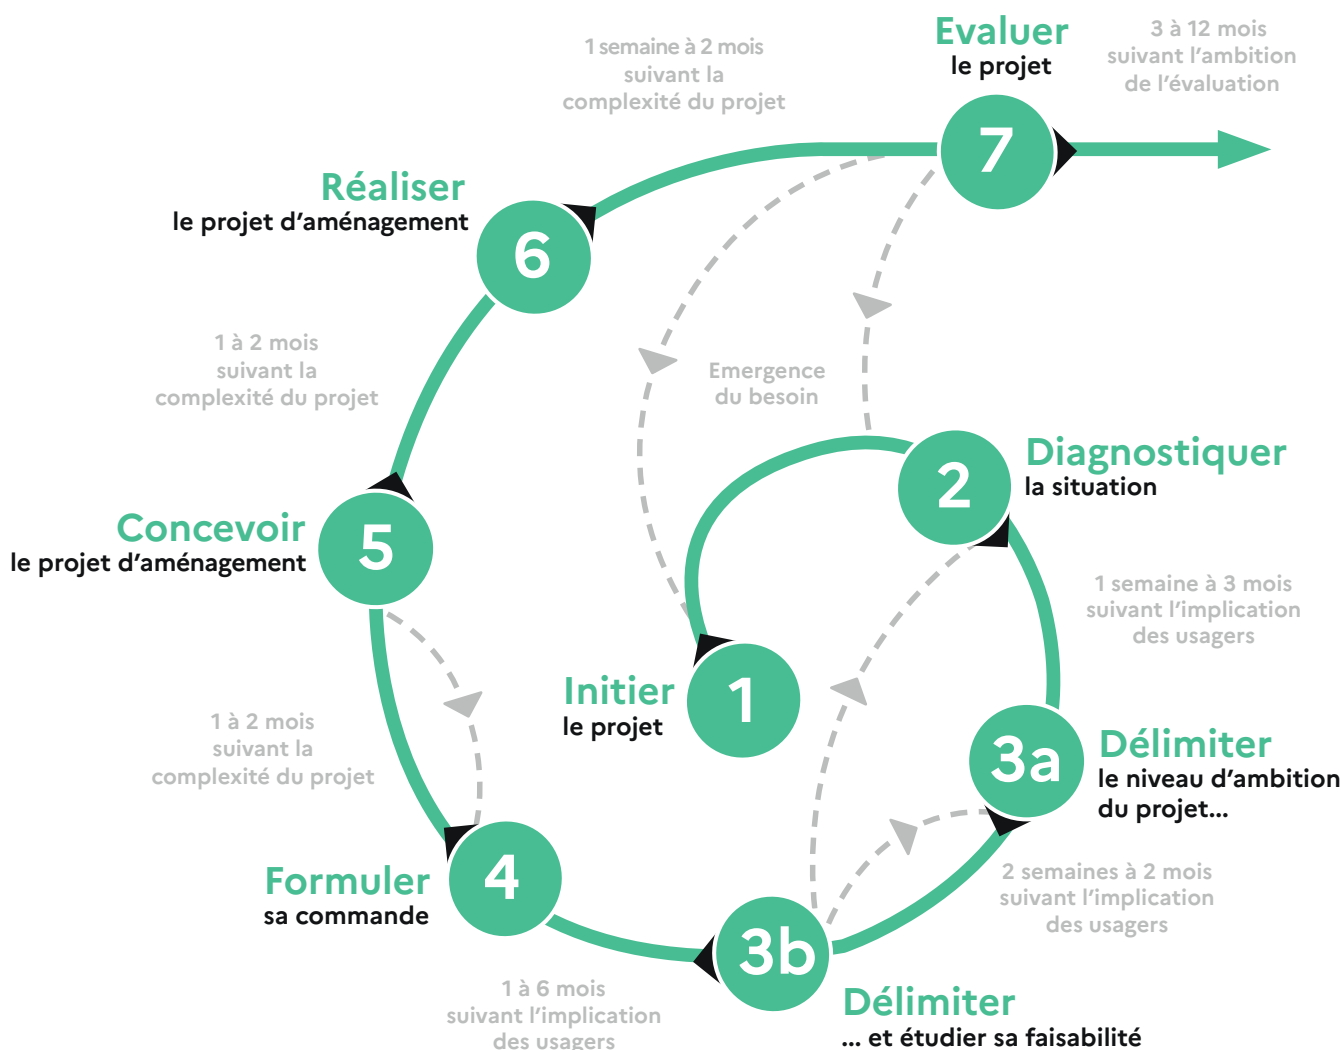 Evaluer
le projet
3 à 12 mois
suivant l'ambition
de l'évaluation
1 semaine à 2 mois
suivant la
complexité du projet
7
Réaliser
le projet d'aménagement
6
1 à 2 mois
suivant la
complexité du projet
Emergence
du besoin
2
Diagnostiquer
la situation
Concevoir
le projet d'aménagement
5
1 semaine à 3 mois
suivant l'implication
des usagers
Initier
le projet
1
1 à 2 mois
suivant la
complexité du projet
3a
Délimiter
le niveau d'ambition
du projet...
Formuler
sa commande
4
2 semaines à 2 mois
suivant l'implication
des usagers
3b
Délimiter
... et étudier sa faisabilité
1 à 6 mois
suivant l'implication
des usagers